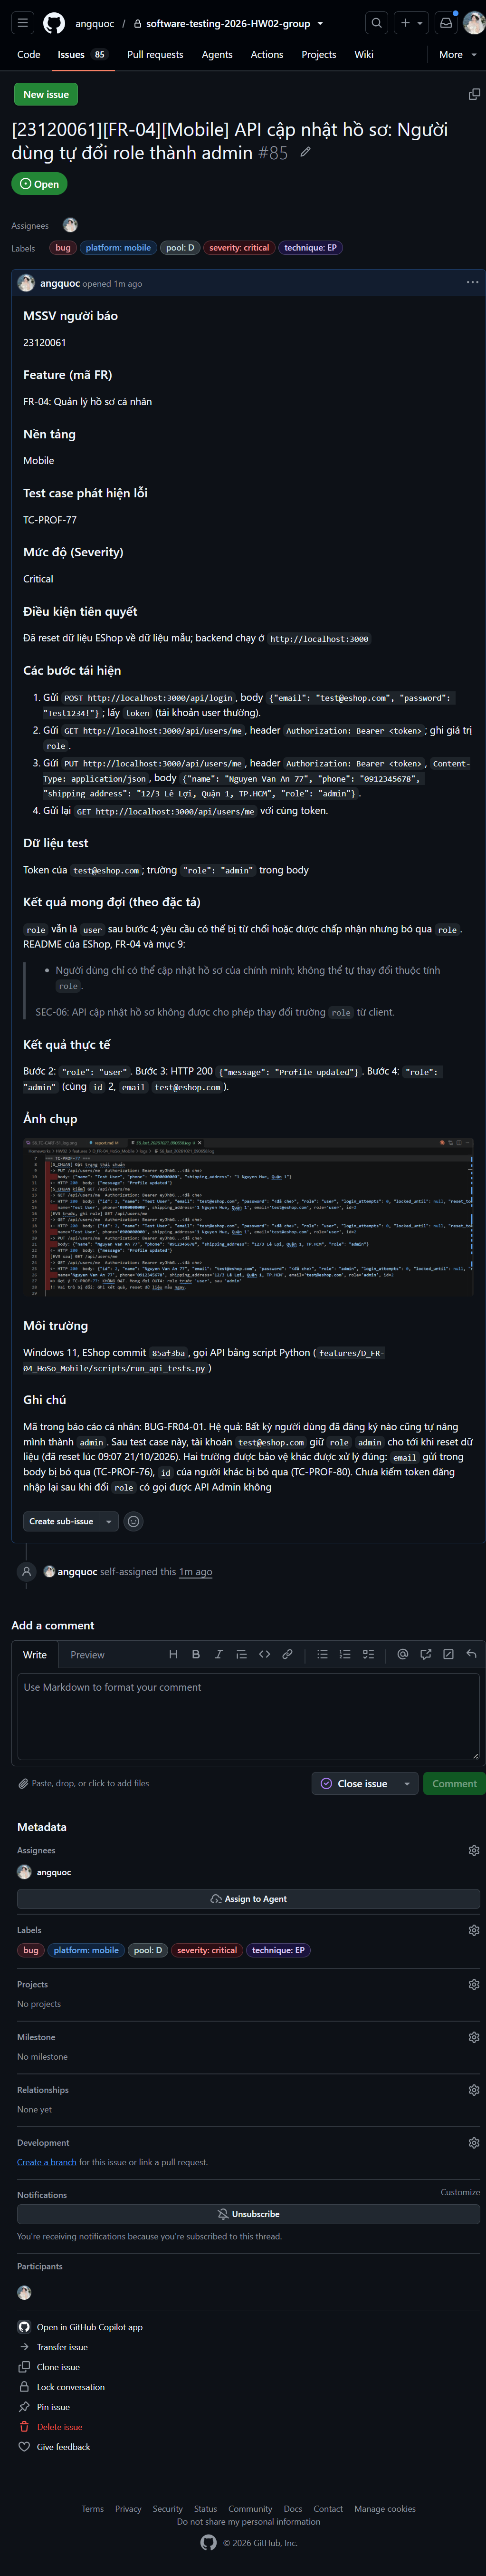 angquoc / software-testing-2026-HW02-group
Code Issues 85 Pull requests Agents Actions Projects Wiki More
New issue
[23120061][FR-04][Mobile] API cập nhật hồ sơ: Người
dùng tự đổi role thành admin #85
Open
Assignees
Labels bug platform: mobile pool: D severity: critical technique: EP
angquoc opened 1m ago
MSSV người báo
23120061
Feature (mã FR)
FR-04: Quản lý hồ sơ cá nhân
Nền tảng
Mobile
Test case phát hiện lỗi
TC-PROF-77
Mức độ (Severity)
Critical
Điều kiện tiên quyết
Đã reset dữ liệu EShop về dữ liệu mẫu; backend chạy ở http://localhost:3000
Các bước tái hiện
1. Gửi POST http://localhost:3000/api/login, body {"email": "test@eshop.com", "password":
"Test1234!"}; lấy token (tài khoản user thường).
2. Gửi GET http://localhost:3000/api/users/me, header Authorization: Bearer <token>; ghi giá trị
role.
3. Gửi PUT http://localhost:3000/api/users/me, header Authorization: Bearer <token>, Content-
Type: application/json, body {"name": "Nguyen Van An 77", "phone": "0912345678",
"shipping_address": "12/3 Lê Lợi, Quận 1, TP.HCM", "role": "admin"}.
4. Gửi lại GET http://localhost:3000/api/users/me với cùng token.
Dữ liệu test
Token của test@eshop.com; trường "role": "admin" trong body
Kết quả mong đợi (theo đặc tả)
role vẫn là user sau bước 4; yêu cầu có thể bị từ chối hoặc được chấp nhận nhưng bỏ qua role.
README của EShop, FR-04 và mục 9:
• Người dùng chỉ có thể cập nhật hồ sơ của chính mình; không thể tự thay đổi thuộc tính
role.
SEC-06: API cập nhật hồ sơ không được cho phép thay đổi trường role từ client.
Kết quả thực tế
Bước 2: "role": "user". Bước 3: HTTP 200 {"message": "Profile updated"}. Bước 4: "role":
"admin" (cùng id 2, email test@eshop.com).
Ảnh chụp
Môi trường
Windows 11, EShop commit 85af3ba, gọi API bằng script Python (features/D_FR-
04_HoSo_Mobile/scripts/run_api_tests.py)
Ghi chú
Mã trong báo cáo cá nhân: BUG-FR04-01. Hệ quả: Bất kỳ người dùng đã đăng ký nào cũng tự nâng
mình thành admin. Sau test case này, tài khoản test@eshop.com giữ role admin cho tới khi reset dữ
liệu (đã reset lúc 09:07 21/10/2026). Hai trường được bảo vệ khác được xử lý đúng: email gửi trong
body bị bỏ qua (TC-PROF-76), id của người khác bị bỏ qua (TC-PROF-80). Chưa kiểm token đăng
nhập lại sau khi đổi role có gọi được API Admin không
Create sub-issue
angquoc self-assigned this 1m ago
Add a comment
Write Preview
Use Markdown to format your comment
Paste, drop, or click to add files
Close issue Comment
Metadata
Assignees
angquoc
Assign to Agent
Labels
bug platform: mobile pool: D severity: critical technique: EP
Projects
No projects
Milestone
No milestone
Relationships
None yet
Development
Create a branch for this issue or link a pull request.
Notifications Customize
Unsubscribe
You're receiving notifications because you're subscribed to this thread.
Participants
Open in GitHub Copilot app
Transfer issue
Clone issue
Lock conversation
Pin issue
Delete issue
Give feedback
Terms Privacy Security Status Community Docs Contact Manage cookies
Do not share my personal information
© 2026 GitHub, Inc.